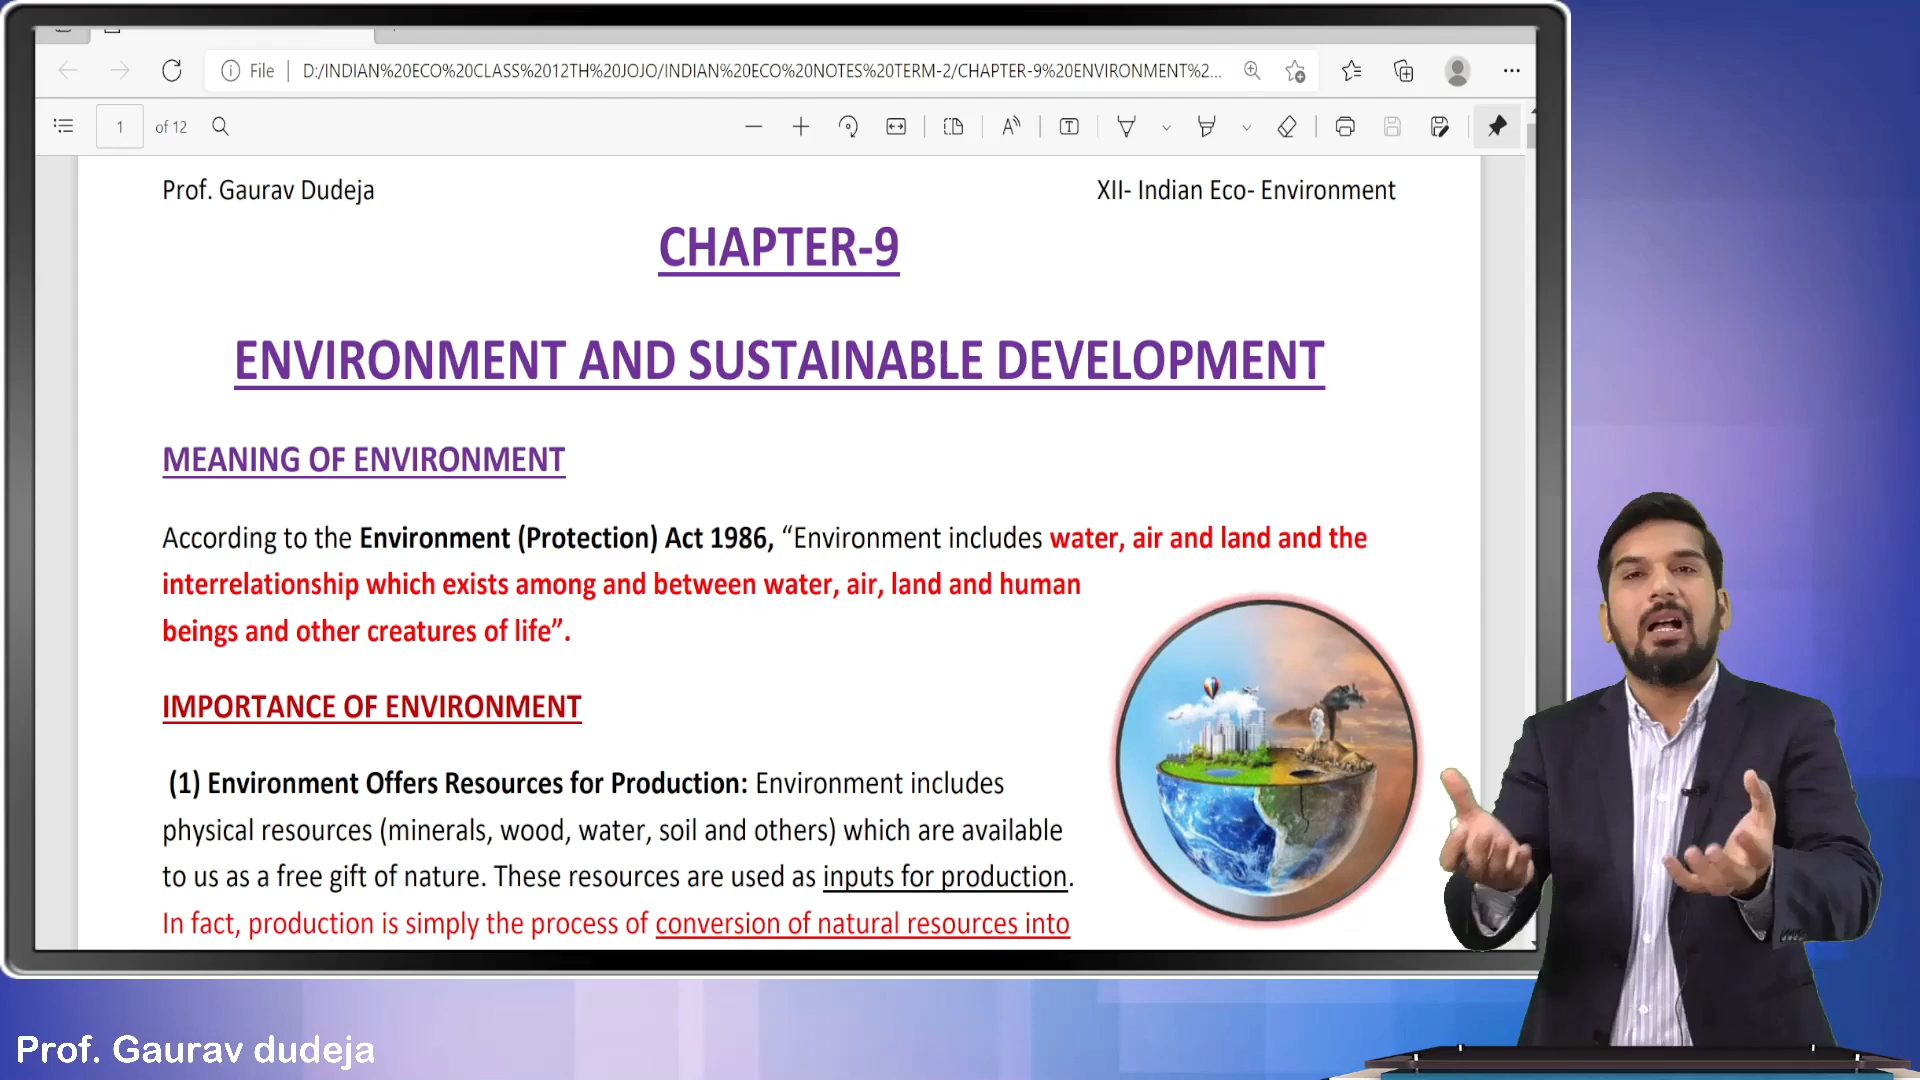 File
D:/INDIAN%20ECO%20CLASS%2012TH%20JOJO/INDIAN%20ECO%20NOTES%20TERM-2/CHAPTER-9%20ENVIRONMENT%2...
1 of 12
Prof. Gaurav Dudeja
XII- Indian Eco- Environment
CHAPTER-9
ENVIRONMENT AND SUSTAINABLE DEVELOPMENT
MEANING OF ENVIRONMENT
According to the Environment (Protection) Act 1986, “Environment includes water, air and land and the
interrelationship which exists among and between water, air, land and human
beings and other creatures of life”.
IMPORTANCE OF ENVIRONMENT
(1) Environment Offers Resources for Production: Environment includes
physical resources (minerals, wood, water, soil and others) which are available
to us as a free gift of nature. These resources are used as inputs for production.
In fact, production is simply the process of conversion of natural resources into
Prof. Gaurav dudeja